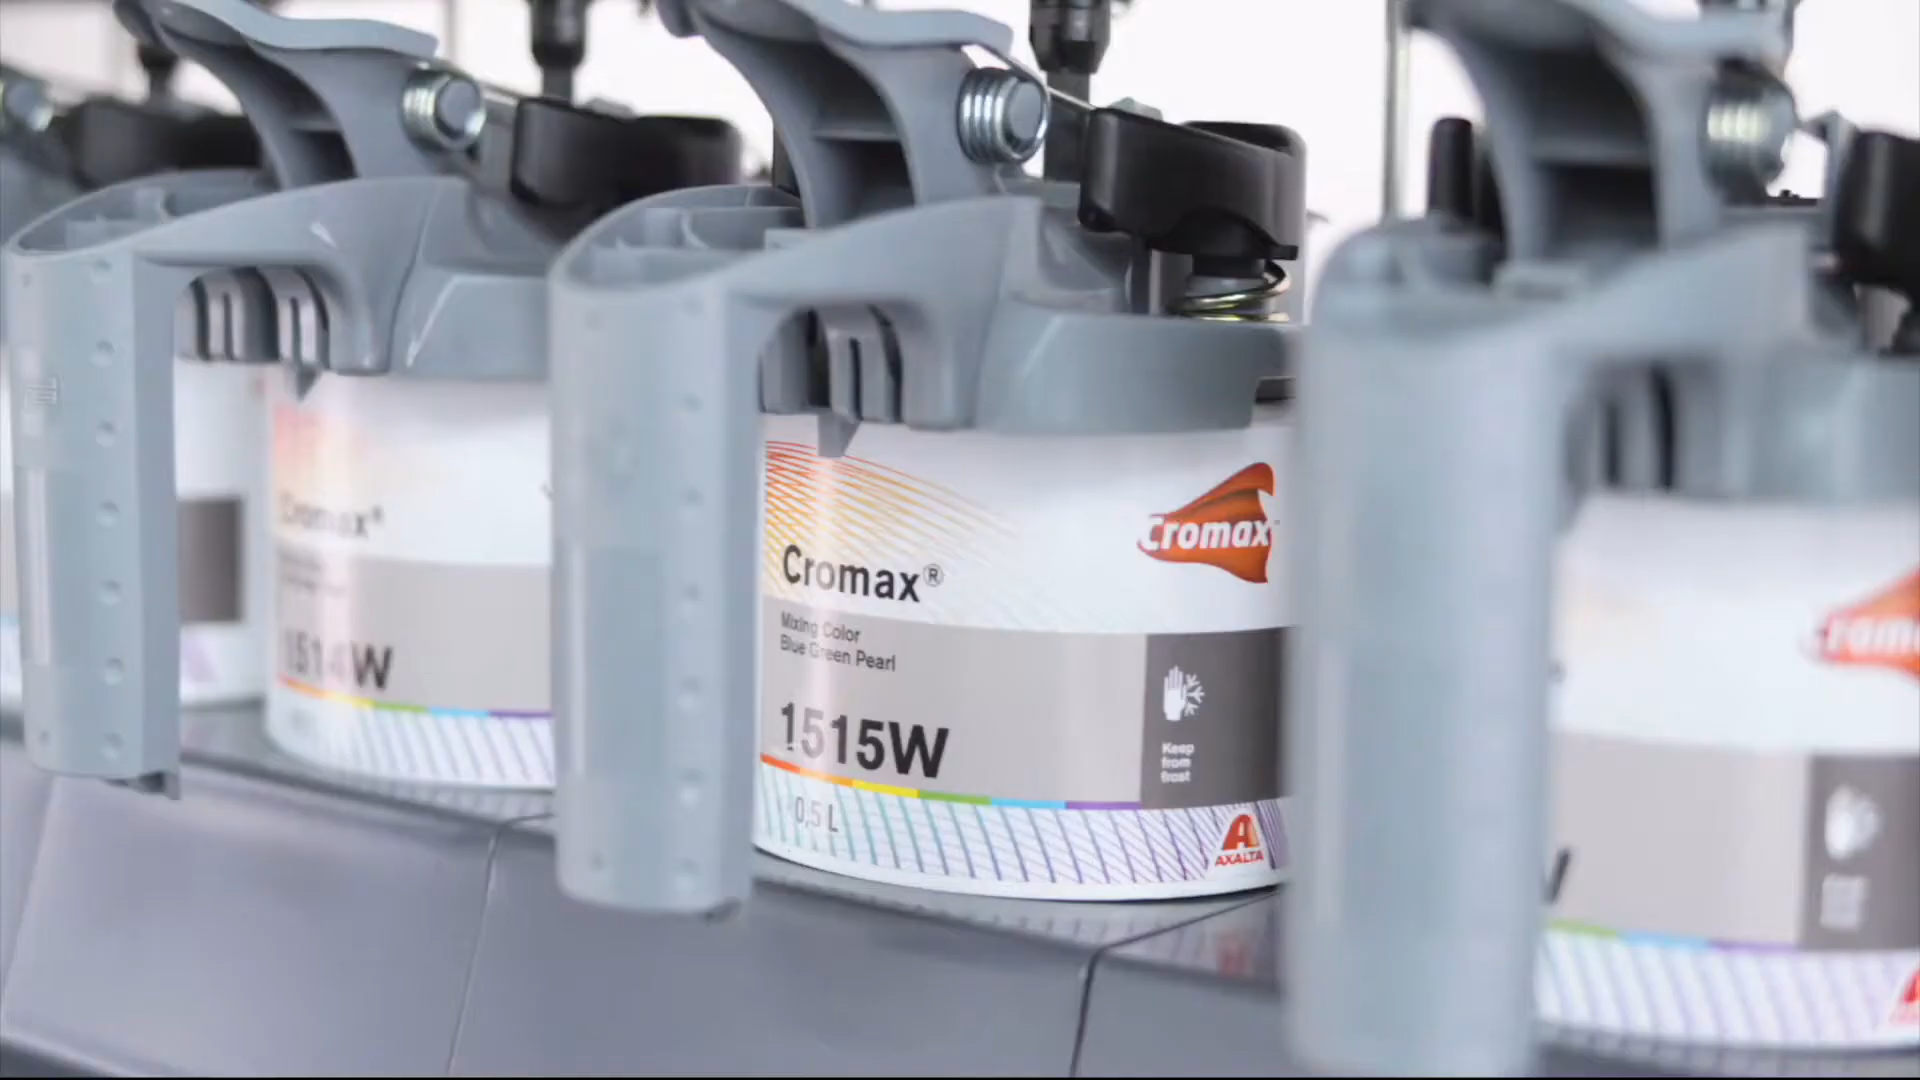 Cromax®
1514W
Cromax®
Cromax
Mixing Color
Blue Green Pearl
1515W
Keep
from
frost
0,5 L
AXALTA